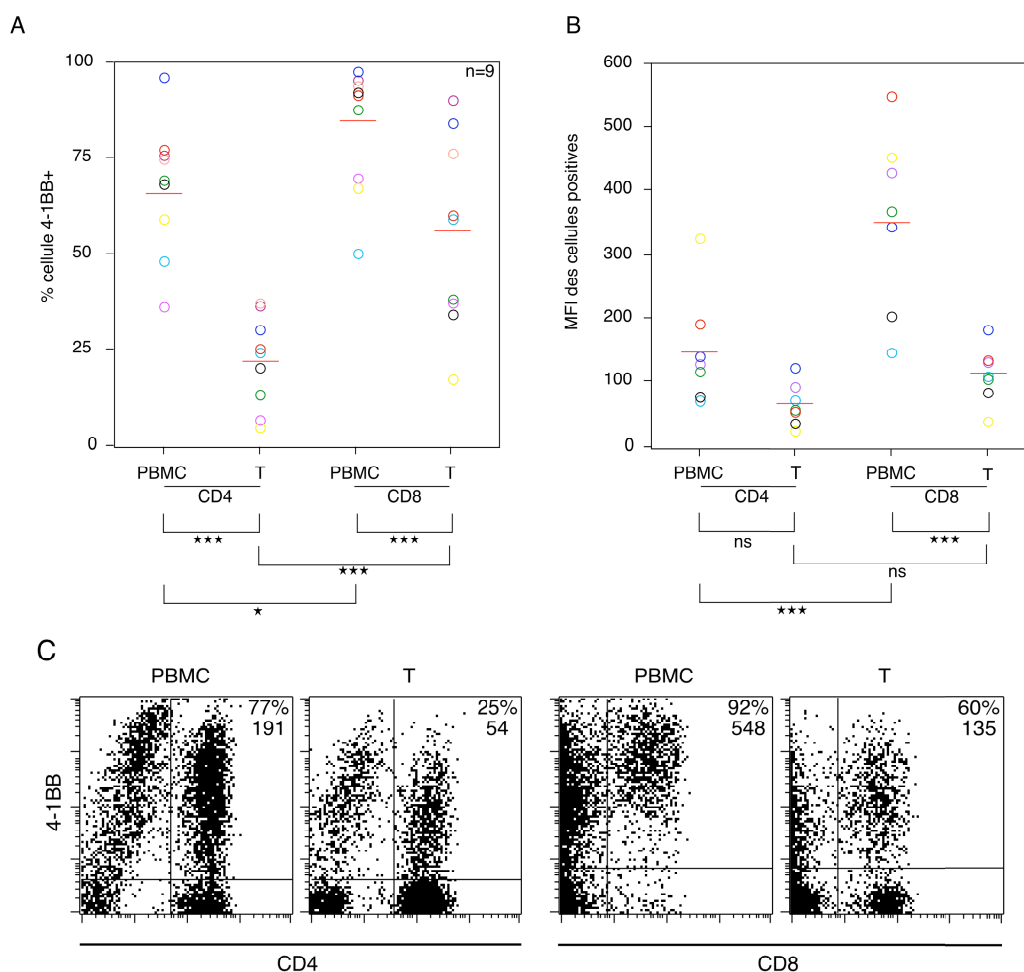 A
% cellule 4-1BB+
100
75
50
25
0
n=9
PBMC T PBMC T
CD4 CD8
★★★ ★★★
★★★
★
B
MFI des cellules positives
600
500
400
300
200
100
0
PBMC T PBMC T
CD4 CD8
ns ★★★
ns
★★★
C
PBMC T PBMC T
4-1BB
77%
191
25%
54
92%
548
60%
135
CD4 CD8